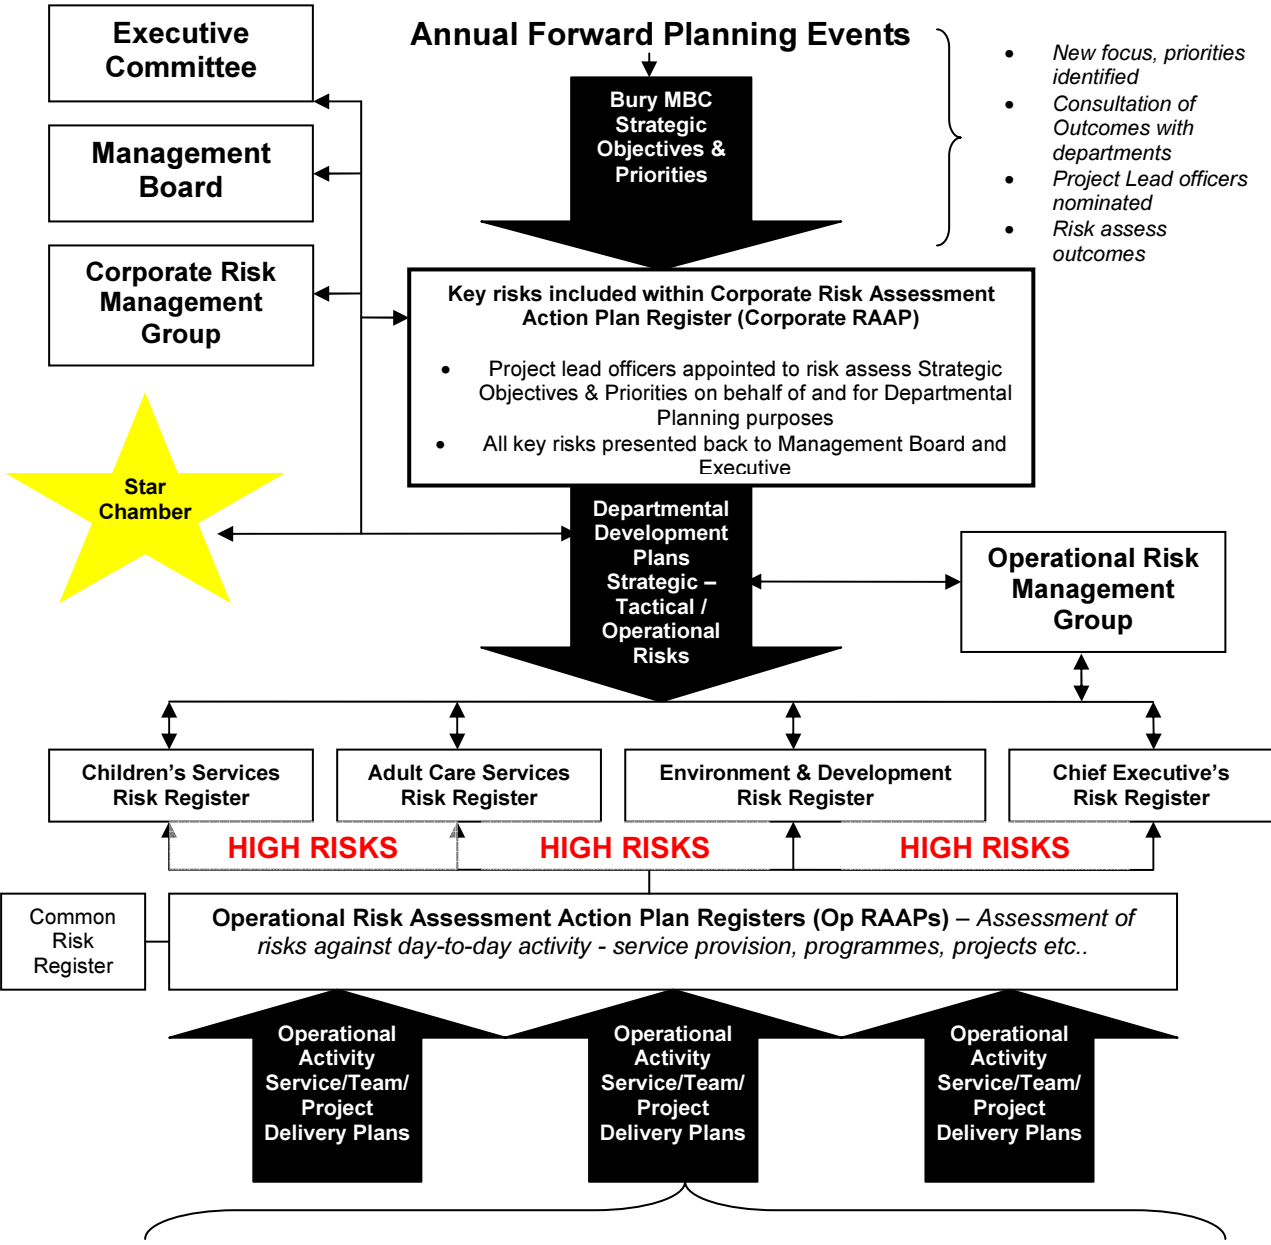 Executive
Committee
Annual Forward Planning Events
Bury MBC
Strategic
Objectives &
Priorities
• New focus, priorities
identified
• Consultation of
Outcomes with
departments
• Project Lead officers
nominated
• Risk assess
outcomes
Management
Board
Corporate Risk
Management
Group
Key risks included within Corporate Risk Assessment
Action Plan Register (Corporate RAAP)
• Project lead officers appointed to risk assess Strategic
Objectives & Priorities on behalf of and for Departmental
Planning purposes
• All key risks presented back to Management Board and
Executive
Star
Chamber
Departmental
Development
Plans
Strategic –
Tactical /
Operational
Risks
Operational Risk
Management
Group
Children's Services
Risk Register
Adult Care Services
Risk Register
Environment & Development
Risk Register
Chief Executive's
Risk Register
HIGH RISKS
HIGH RISKS
HIGH RISKS
Common
Risk
Register
Operational Risk Assessment Action Plan Registers (Op RAAPs) – Assessment of
risks against day-to-day activity - service provision, programmes, projects etc..
Operational
Activity
Service/Team/
Project
Delivery Plans
Operational
Activity
Service/Team/
Project
Delivery Plans
Operational
Activity
Service/Team/
Project
Delivery Plans